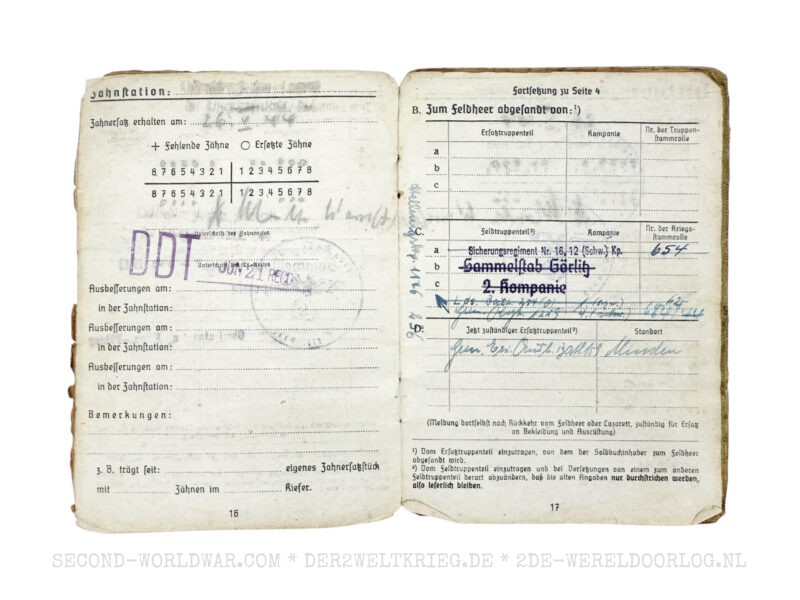 Zahnstation:
Zahnersatz erhalten am:
+ Fehlende Zähne ○ Ersetzte Zähne
8 7 6 5 4 3 2 1 | 1 2 3 4 5 6 7 8
8 7 6 5 4 3 2 1 | 1 2 3 4 5 6 7 8
Unterschrift des Zahnarztes
DDT
JUN 21 REC'D
Ausbesserungen am:
in der Zahnstation:
Ausbesserungen am:
in der Zahnstation:
Ausbesserungen am:
in der Zahnstation:
Bemerkungen:
z. B. trägt seit: eigenes Zahnersatzstück
mit Zähnen im Kiefer.
16
Fortsetzung zu Seite 4
B. Zum Feldheer abgesandt von:¹)
Ersatztruppenteil Kompanie Nr. der Truppen-
stammrolle
a
b
c
C. Feldtruppenteil²) Kompanie Nr. der Kriegs-
stammrolle
a Sicherungsregiment Nr. 16, 12 (Schw.) Kp. 654
b Sammelstab Görlitz
c 2. Kompanie
D. Jetzt zuständiger Ersatztruppenteil²) Standort
Minden
(Meldung dortselbst nach Rückkehr vom Feldheer oder Lazarett, zuständig für Ersatz
an Bekleidung und Ausrüstung)
¹) Vom Ersatztruppenteil einzutragen, von dem der Soldbuchinhaber zum Feldheer
abgesandt wird.
²) Vom Feldtruppenteil einzutragen und bei Versetzungen von einem zum anderen
Feldtruppenteil derart abzuändern, daß die alten Angaben nur durchstrichen werden,
also leserlich bleiben.
17
SECOND-WORLDWAR.COM * DER2WELTKRIEG.DE * 2DE-WERELDOORLOG.NL